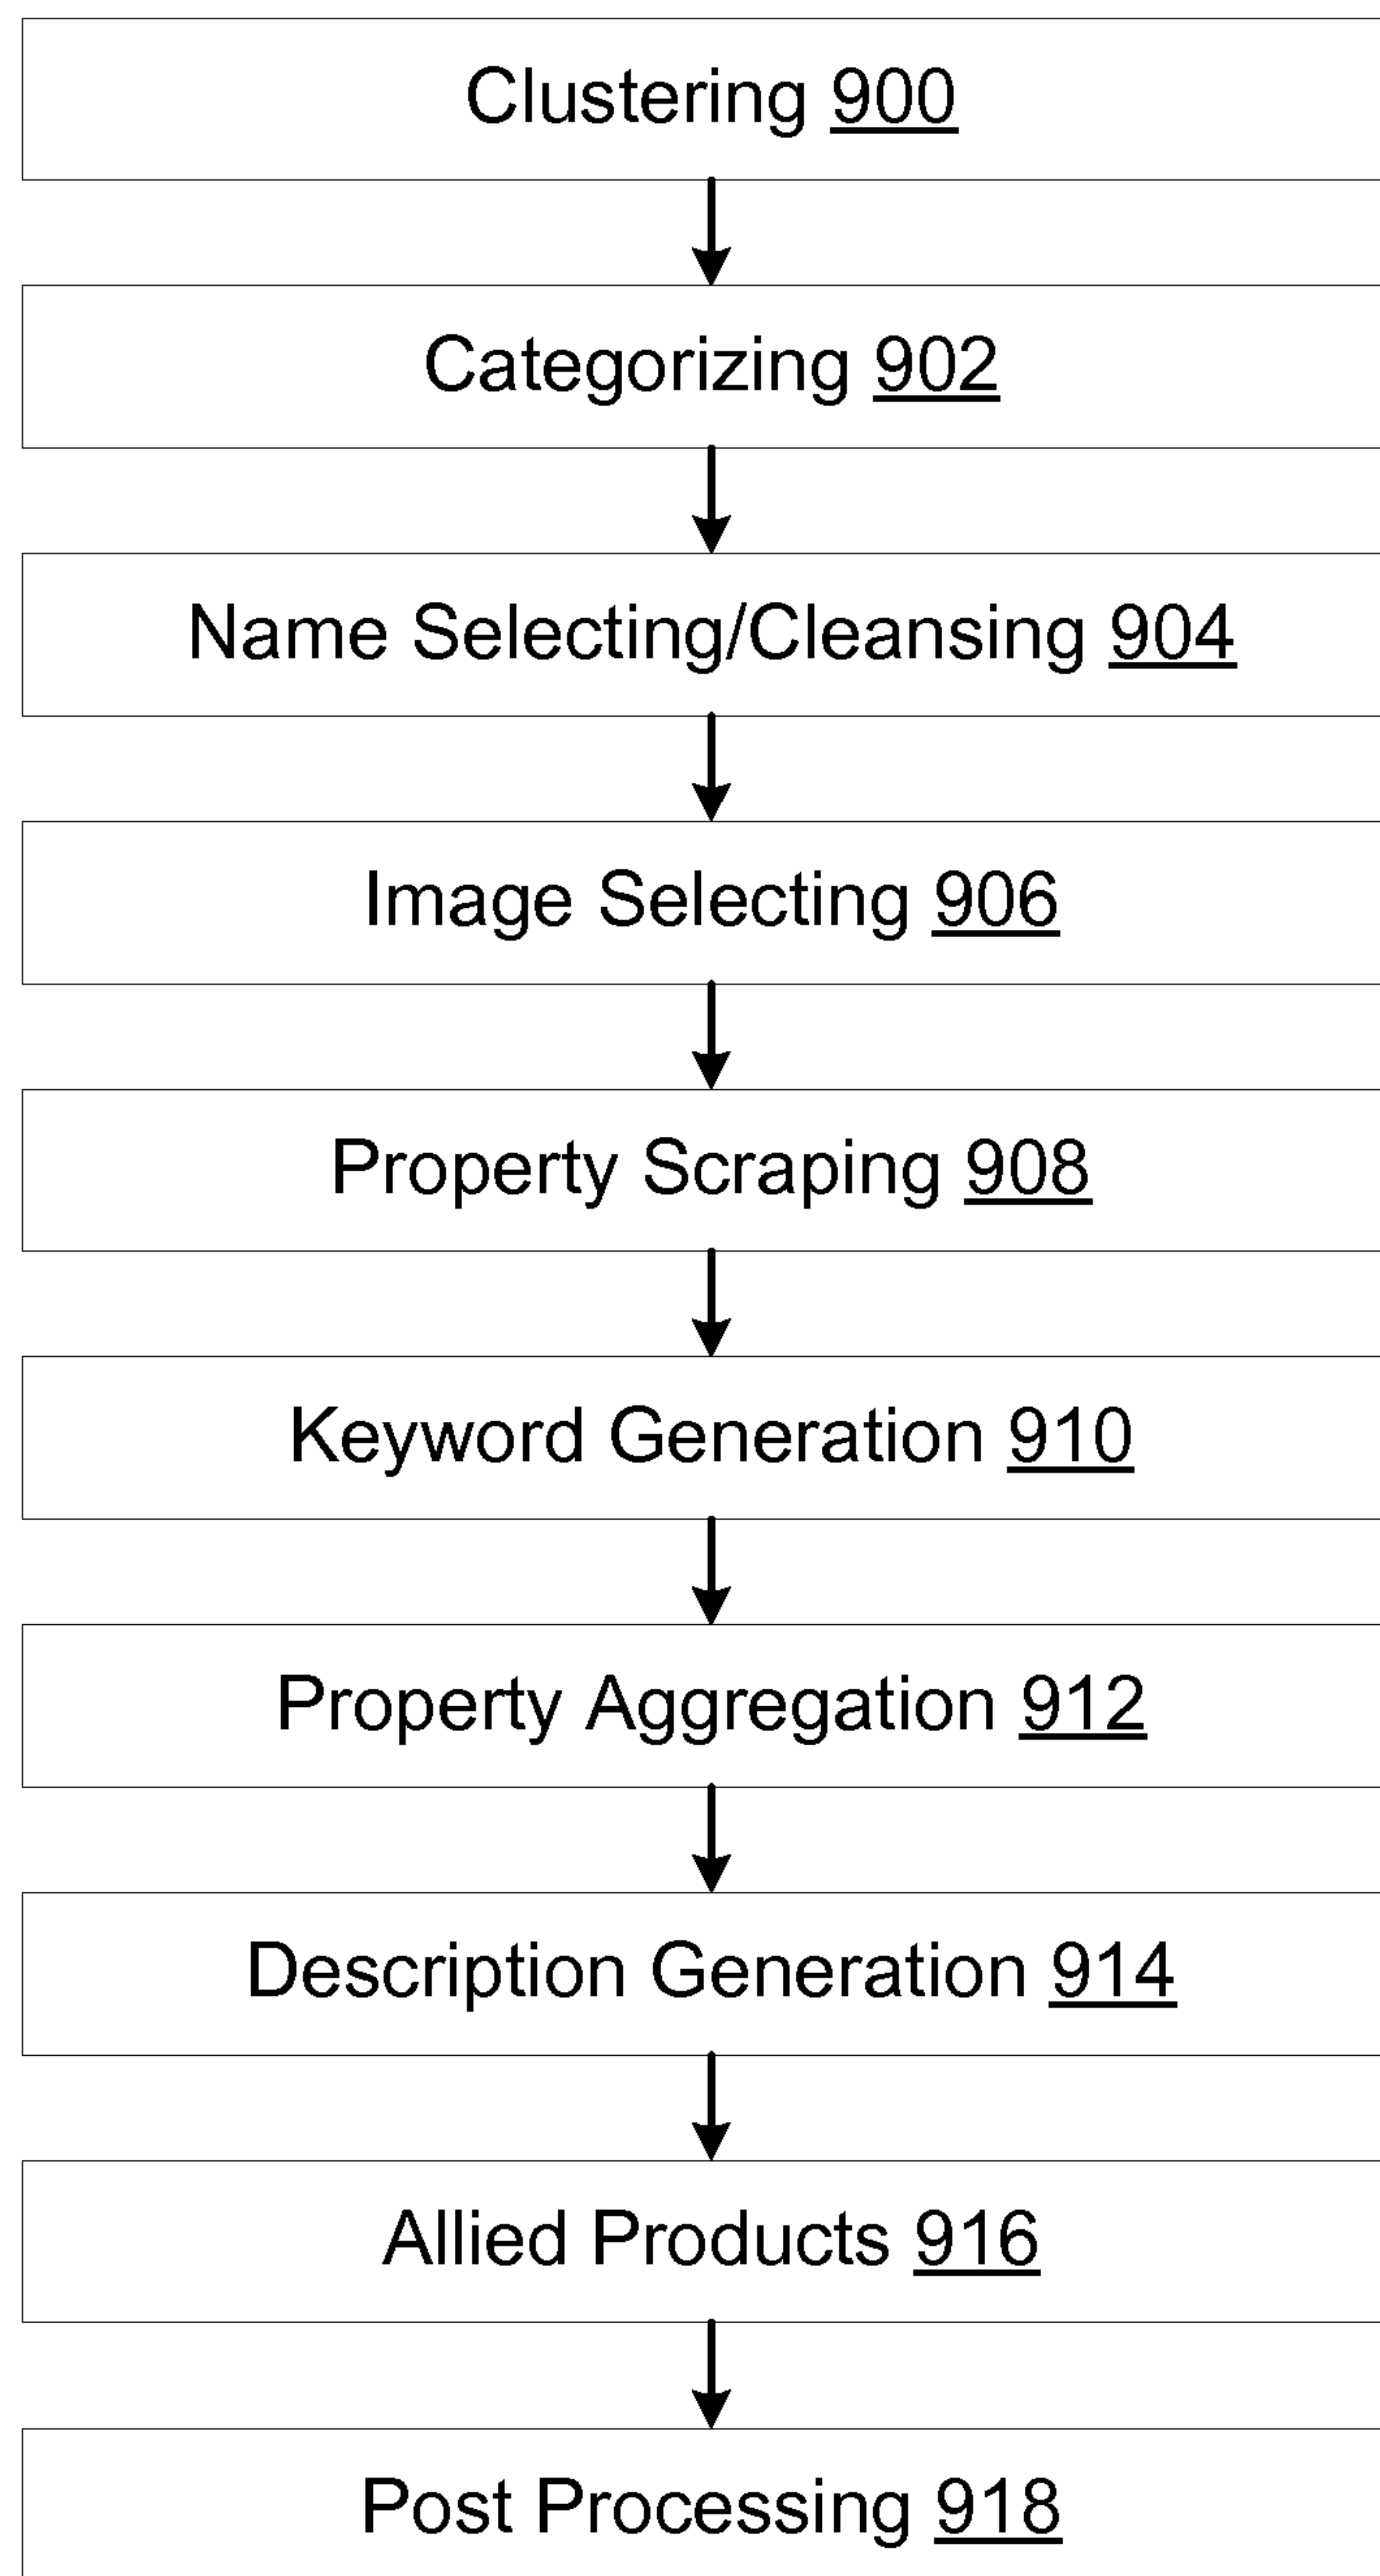 Clustering 900
Categorizing 902
Name Selecting/Cleansing 904
Image Selecting 906
Property Scraping 908
Keyword Generation 910
Property Aggregation 912
Description Generation 914
Allied Products 916
Post Processing 918